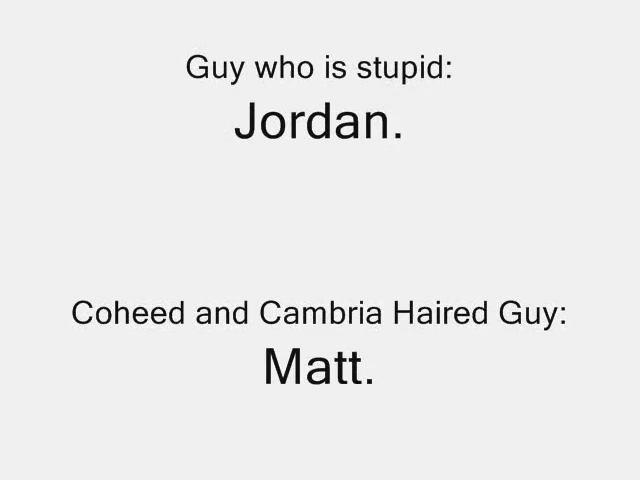 Guy who is stupid:
Jordan.
Coheed and Cambria Haired Guy:
Matt.